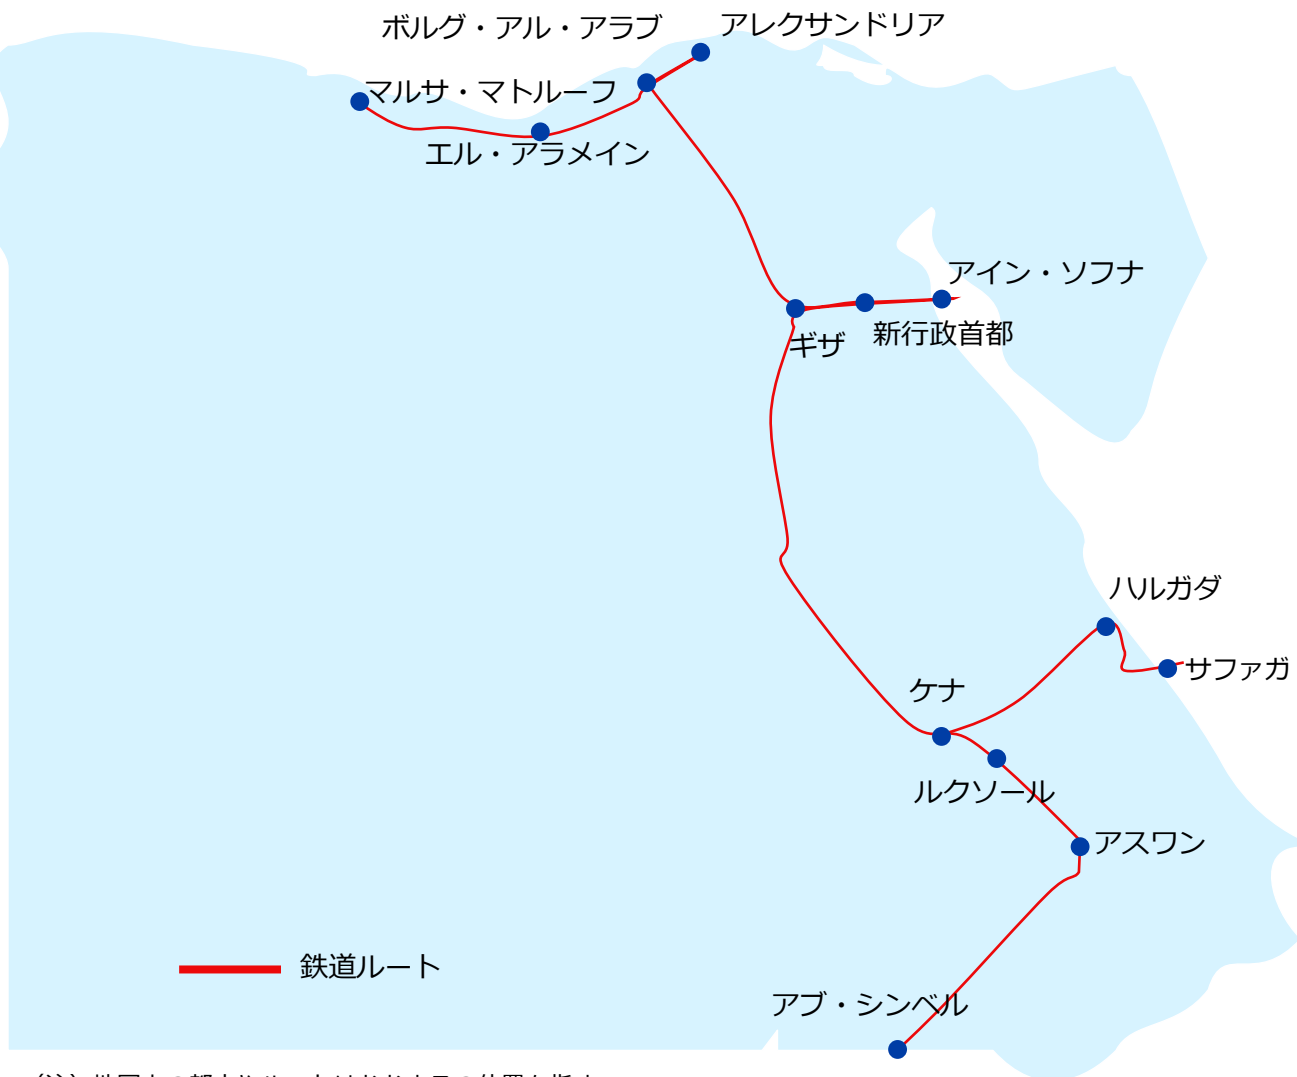 ボルグ・アル・アラブ
アレクサンドリア
マルサ・マトルーフ
エル・アラメイン
アイン・ソフナ
新行政首都
ギザ
ハルガダ
サファガ
ケナ
ルクソール
アスワン
鉄道ルート
アブ・シンベル